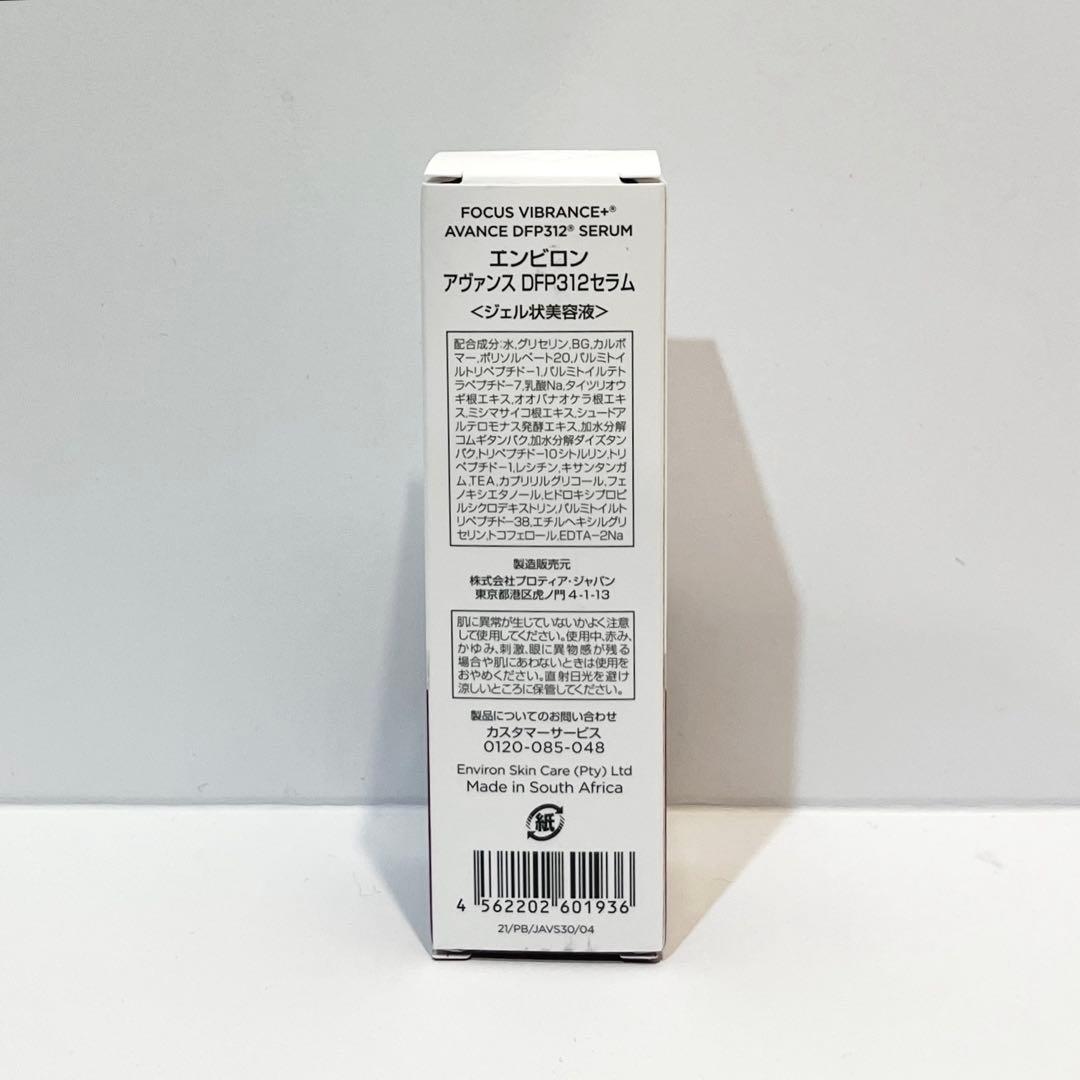 FOCUS VIBRANCE+®
AVANCE DFP312® SERUM
エンビロン
アヴァンス DFP312セラム
<ジェル状美容液>
配合成分:水,グリセリン,BG,カルボ
マー,ポリソルベート20,パルミトイ
ルトリペプチド-1,パルミトイルテト
ラペプチド-7,乳酸Na,タイツリオウ
ギ根エキス,オオバナオケラ根エキ
ス,ミシマサイコ根エキス,シュードア
ルテロモナス発酵エキス,加水分解
コムギタンパク,加水分解ダイズタン
パク,トリペプチド-10シトルリン,トリ
ペプチド-1,レシチン,キサンタンガ
ム,TEA,カプリリルグリコール,フェ
ノキシエタノール,ヒドロキシプロピ
ルシクロデキストリン,パルミトイルト
リペプチド-38,エチルヘキシルグリ
セリン,トコフェロール,EDTA-2Na
製造販売元
株式会社プロティア・ジャパン
東京都港区虎ノ門 4-1-13
肌に異常が生じていないかよく注意
して使用してください。使用中、赤み、
かゆみ、刺激、眼に異物感が残る
場合や肌にあわないときは使用を
おやめください。直射日光を避け
涼しいところに保管してください。
製品についてのお問い合わせ
カスタマーサービス
0120-085-048
Environ Skin Care (Pty) Ltd
Made in South Africa
紙
4 562202 601936
21/PB/JAVS30/04